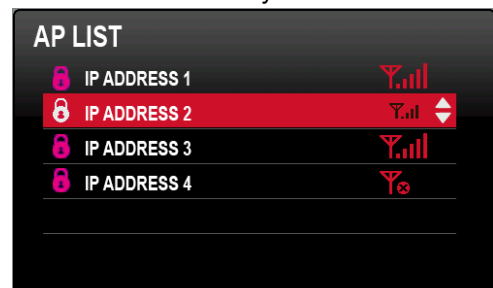 AP LIST
IP ADDRESS 1
IP ADDRESS 2
IP ADDRESS 3
IP ADDRESS 4